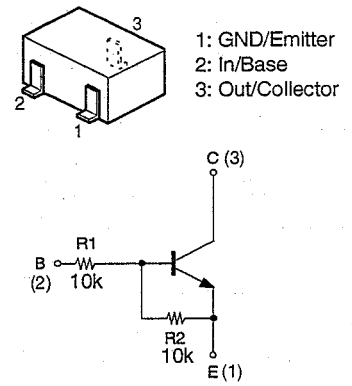 3
1: GND/Emitter
2: In/Base
3: Out/Collector
2
1
C (3)
R1
B
(2)
10k
R2
10k
E (1)